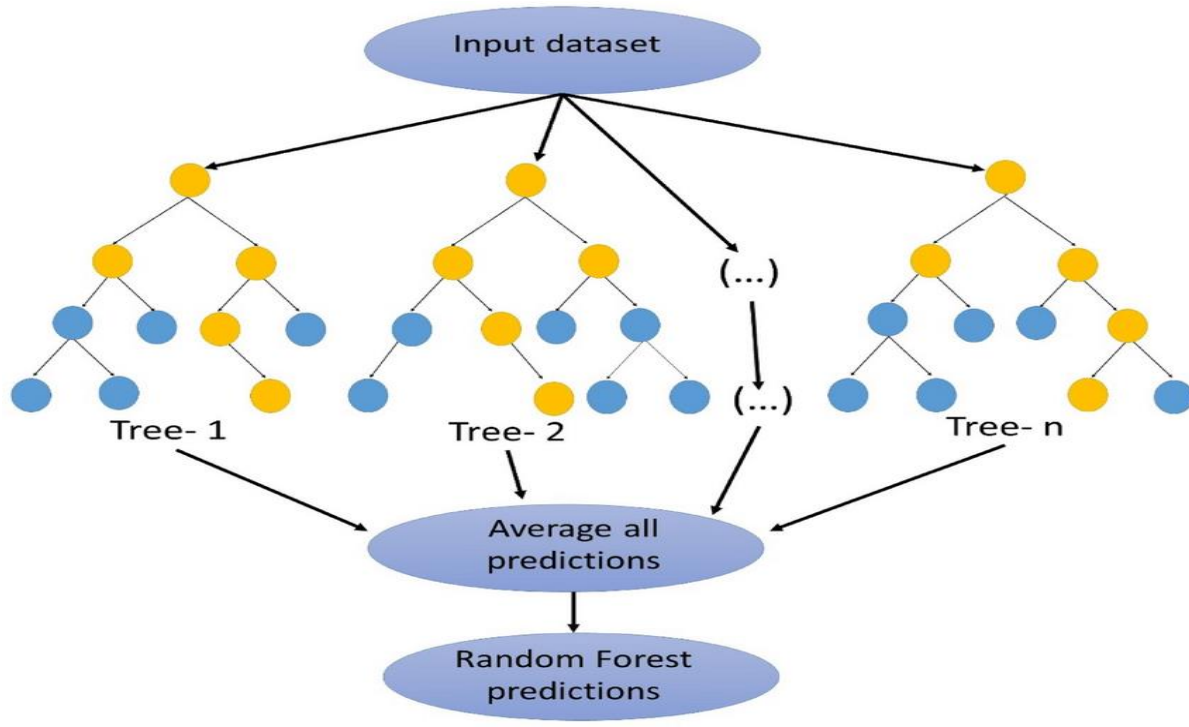 Input dataset
(...)
(...)
Tree- 1
Tree- 2
Tree- n
Average all
predictions
Random Forest
predictions